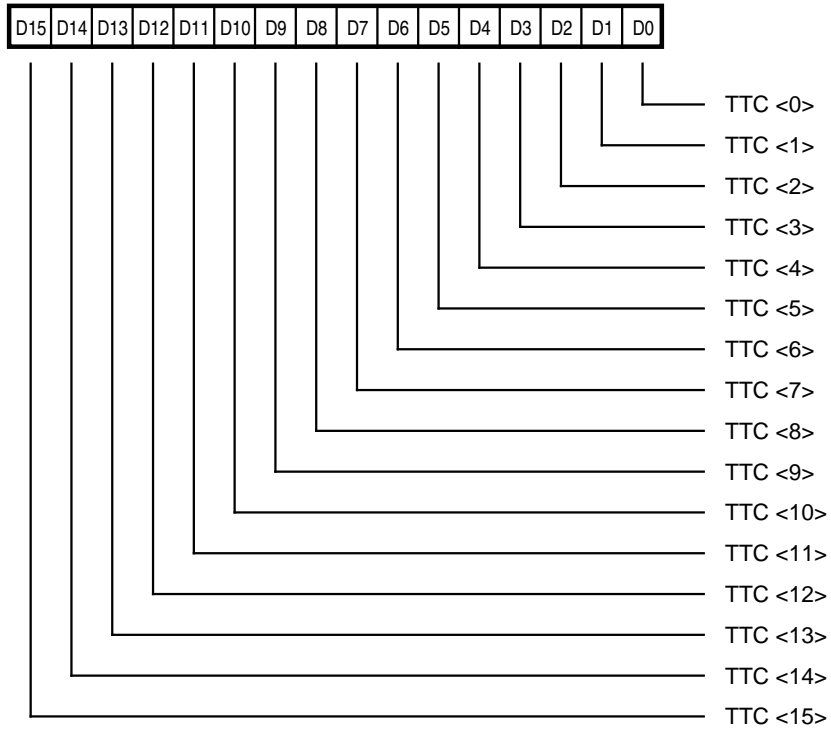 D15 D14 D13 D12 D11 D10 D9 D8 D7 D6 D5 D4 D3 D2 D1 D0
TTC <0>
TTC <1>
TTC <2>
TTC <3>
TTC <4>
TTC <5>
TTC <6>
TTC <7>
TTC <8>
TTC <9>
TTC <10>
TTC <11>
TTC <12>
TTC <13>
TTC <14>
TTC <15>